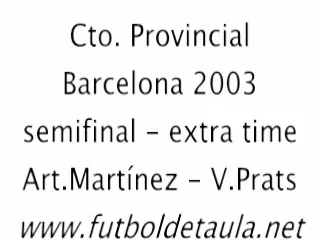 Cto. Provincial
Barcelona 2003
semifinal – extra time
Art.Martínez – V.Prats
www.futboldetaula.net